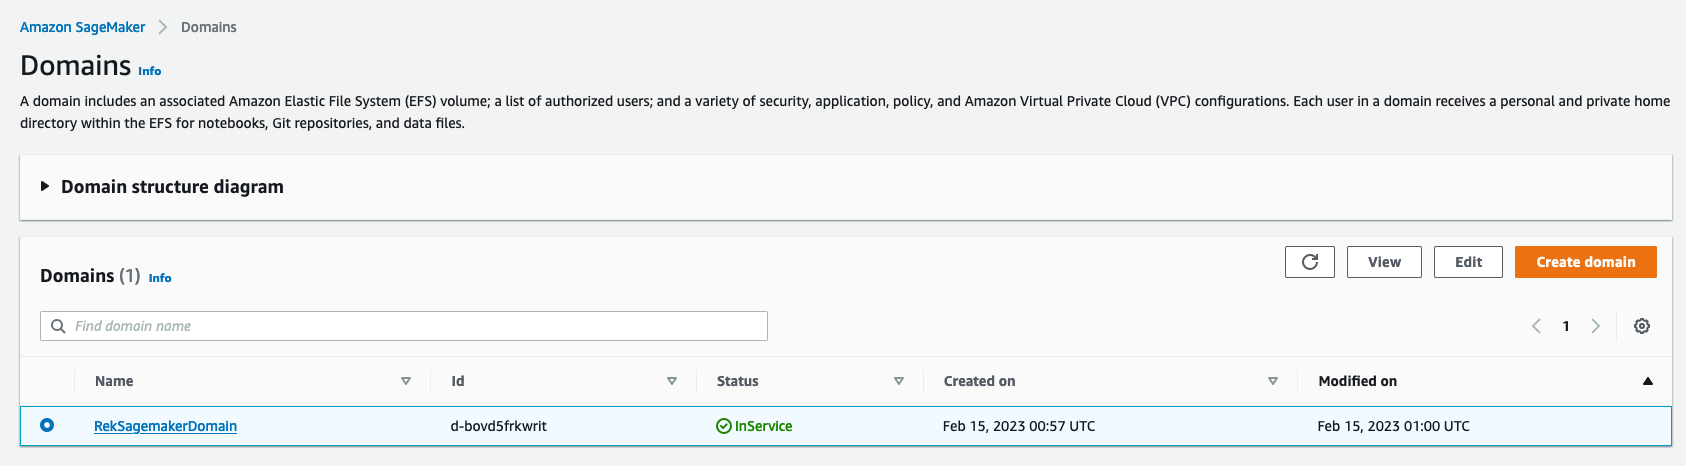 Amazon SageMaker > Domains
Domains Info
A domain includes an associated Amazon Elastic File System (EFS) volume; a list of authorized users; and a variety of security, application, policy, and Amazon Virtual Private Cloud (VPC) configurations. Each user in a domain receives a personal and private home
directory within the EFS for notebooks, Git repositories, and data files.
Domain structure diagram
Domains (1) Info
View Edit Create domain
Find domain name
1
Name Id Status Created on Modified on
RekSagemakerDomain d-bovd5frkwrit InService Feb 15, 2023 00:57 UTC Feb 15, 2023 01:00 UTC